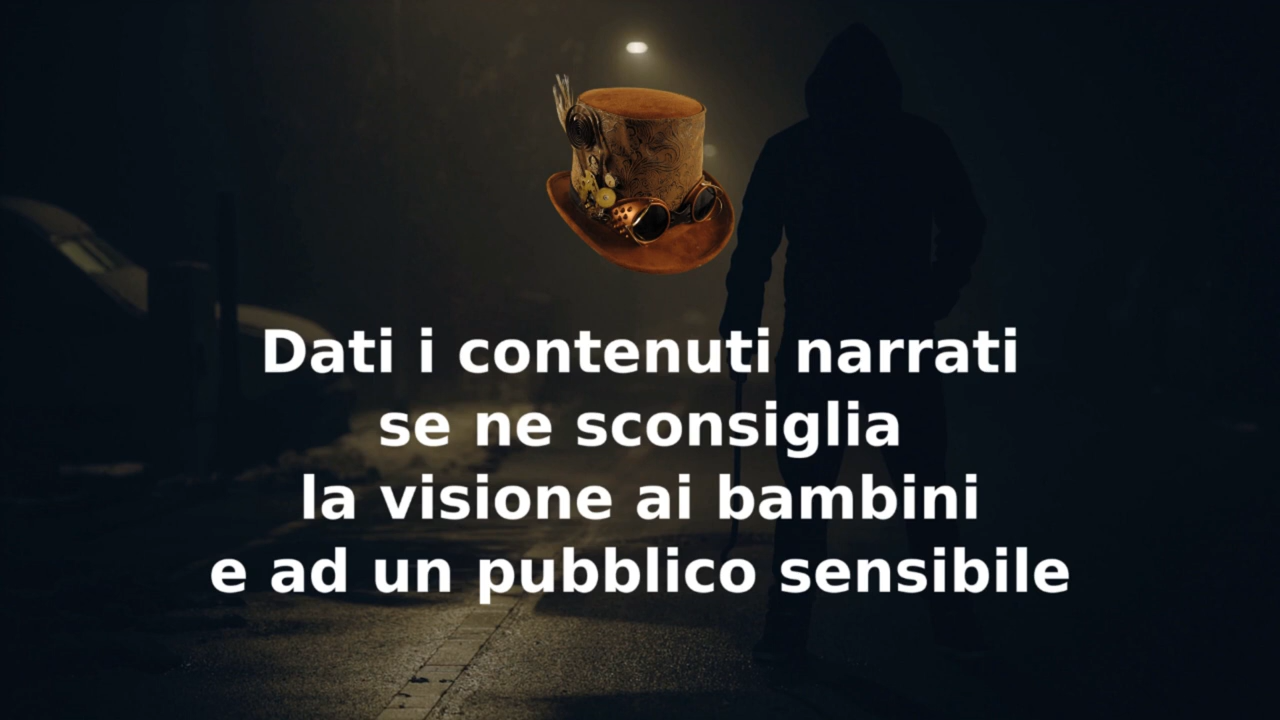 Dati i contenuti narrati
se ne sconsiglia
la visione ai bambini
e ad un pubblico sensibile